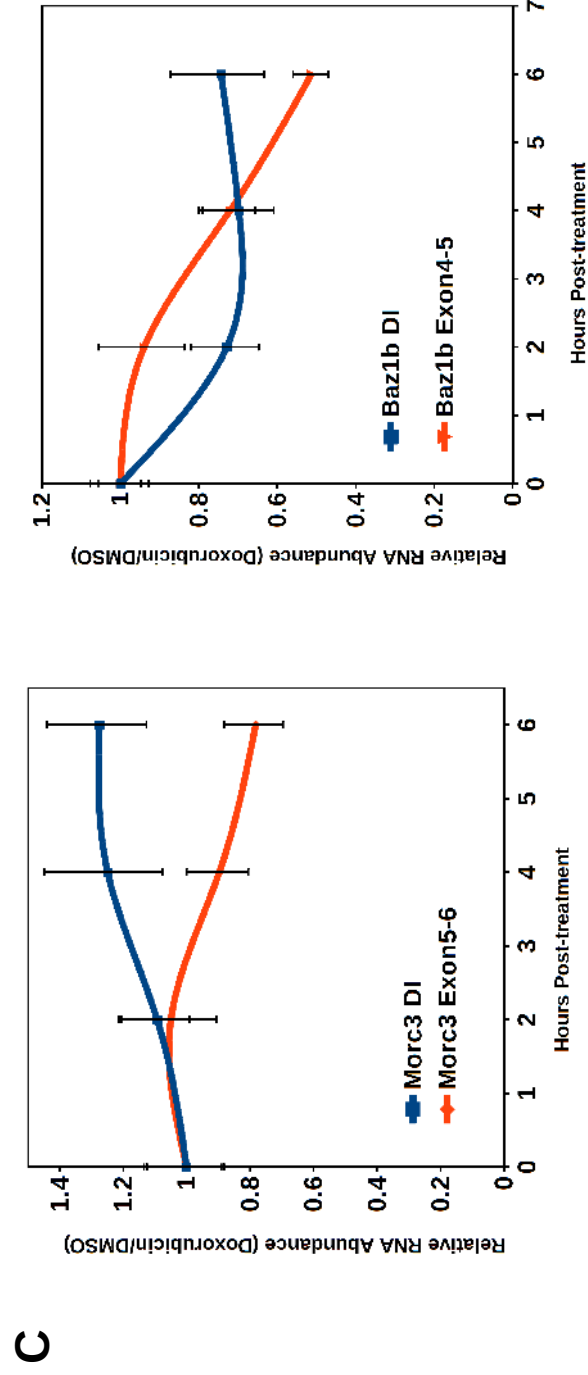 C
Relative RNA Abundance (Doxorubicin/DMSO)
1.4
1.2
1
0.8
0.6
0.4
0.2
0
Morc3 DI
Morc3 Exon5-6
0 1 2 3 4 5 6
Hours Post-treatment
Relative RNA Abundance (Doxorubicin/DMSO)
1.2
1
0.8
0.6
0.4
0.2
0
Baz1b DI
Baz1b Exon4-5
0 1 2 3 4 5 6 7
Hours Post-treatment